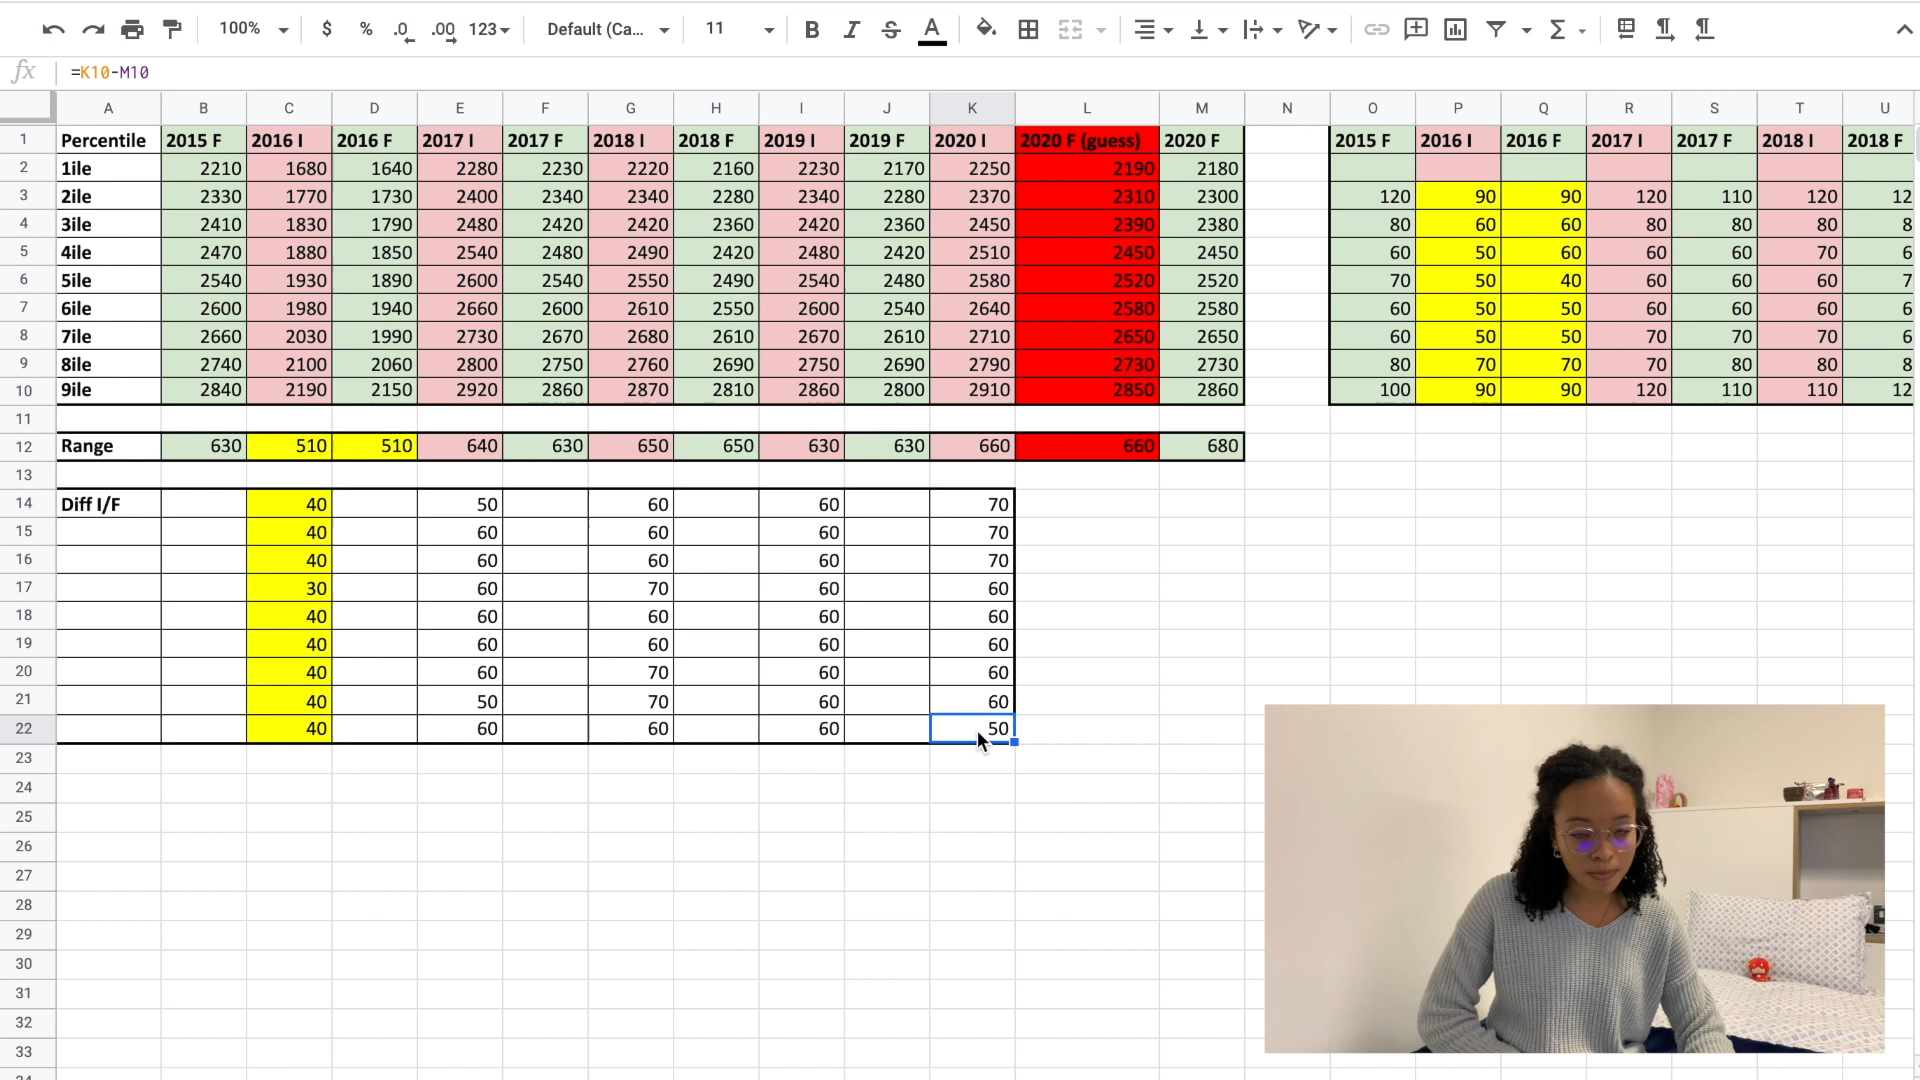 100% $ % .0 .00 123 Default (Ca... 11 B I S A Σ
fx =K10-M10
A B C D E F G H I J K L M N O P Q R S T U
1 Percentile 2015 F 2016 I 2016 F 2017 I 2017 F 2018 I 2018 F 2019 I 2019 F 2020 I 2020 F (guess) 2020 F 2015 F 2016 I 2016 F 2017 I 2017 F 2018 I 2018 F
2 1ile 2210 1680 1640 2280 2230 2220 2160 2230 2170 2250 2190 2180
3 2ile 2330 1770 1730 2400 2340 2340 2280 2340 2280 2370 2310 2300 120 90 90 120 110 120 12
4 3ile 2410 1830 1790 2480 2420 2420 2360 2420 2360 2450 2390 2380 80 60 60 80 80 80 8
5 4ile 2470 1880 1850 2540 2480 2490 2420 2480 2420 2510 2450 2450 60 50 60 60 60 70 6
6 5ile 2540 1930 1890 2600 2540 2550 2490 2540 2480 2580 2520 2520 70 50 40 60 60 60 7
7 6ile 2600 1980 1940 2660 2600 2610 2550 2600 2540 2640 2580 2580 60 50 50 60 60 60 6
8 7ile 2660 2030 1990 2730 2670 2680 2610 2670 2610 2710 2650 2650 60 50 50 70 70 70 6
9 8ile 2740 2100 2060 2800 2750 2760 2690 2750 2690 2790 2730 2730 80 70 70 70 80 80 8
10 9ile 2840 2190 2150 2920 2860 2870 2810 2860 2800 2910 2850 2860 100 90 90 120 110 110 12
11
12 Range 630 510 510 640 630 650 650 630 630 660 660 680
13
14 Diff I/F 40 50 60 60 70
15 40 60 60 60 70
16 40 60 60 60 70
17 30 60 70 60 60
18 40 60 60 60 60
19 40 60 60 60 60
20 40 60 70 60 60
21 40 50 70 60 60
22 40 60 60 60 50
23
24
25
26
27
28
29
30
31
32
33